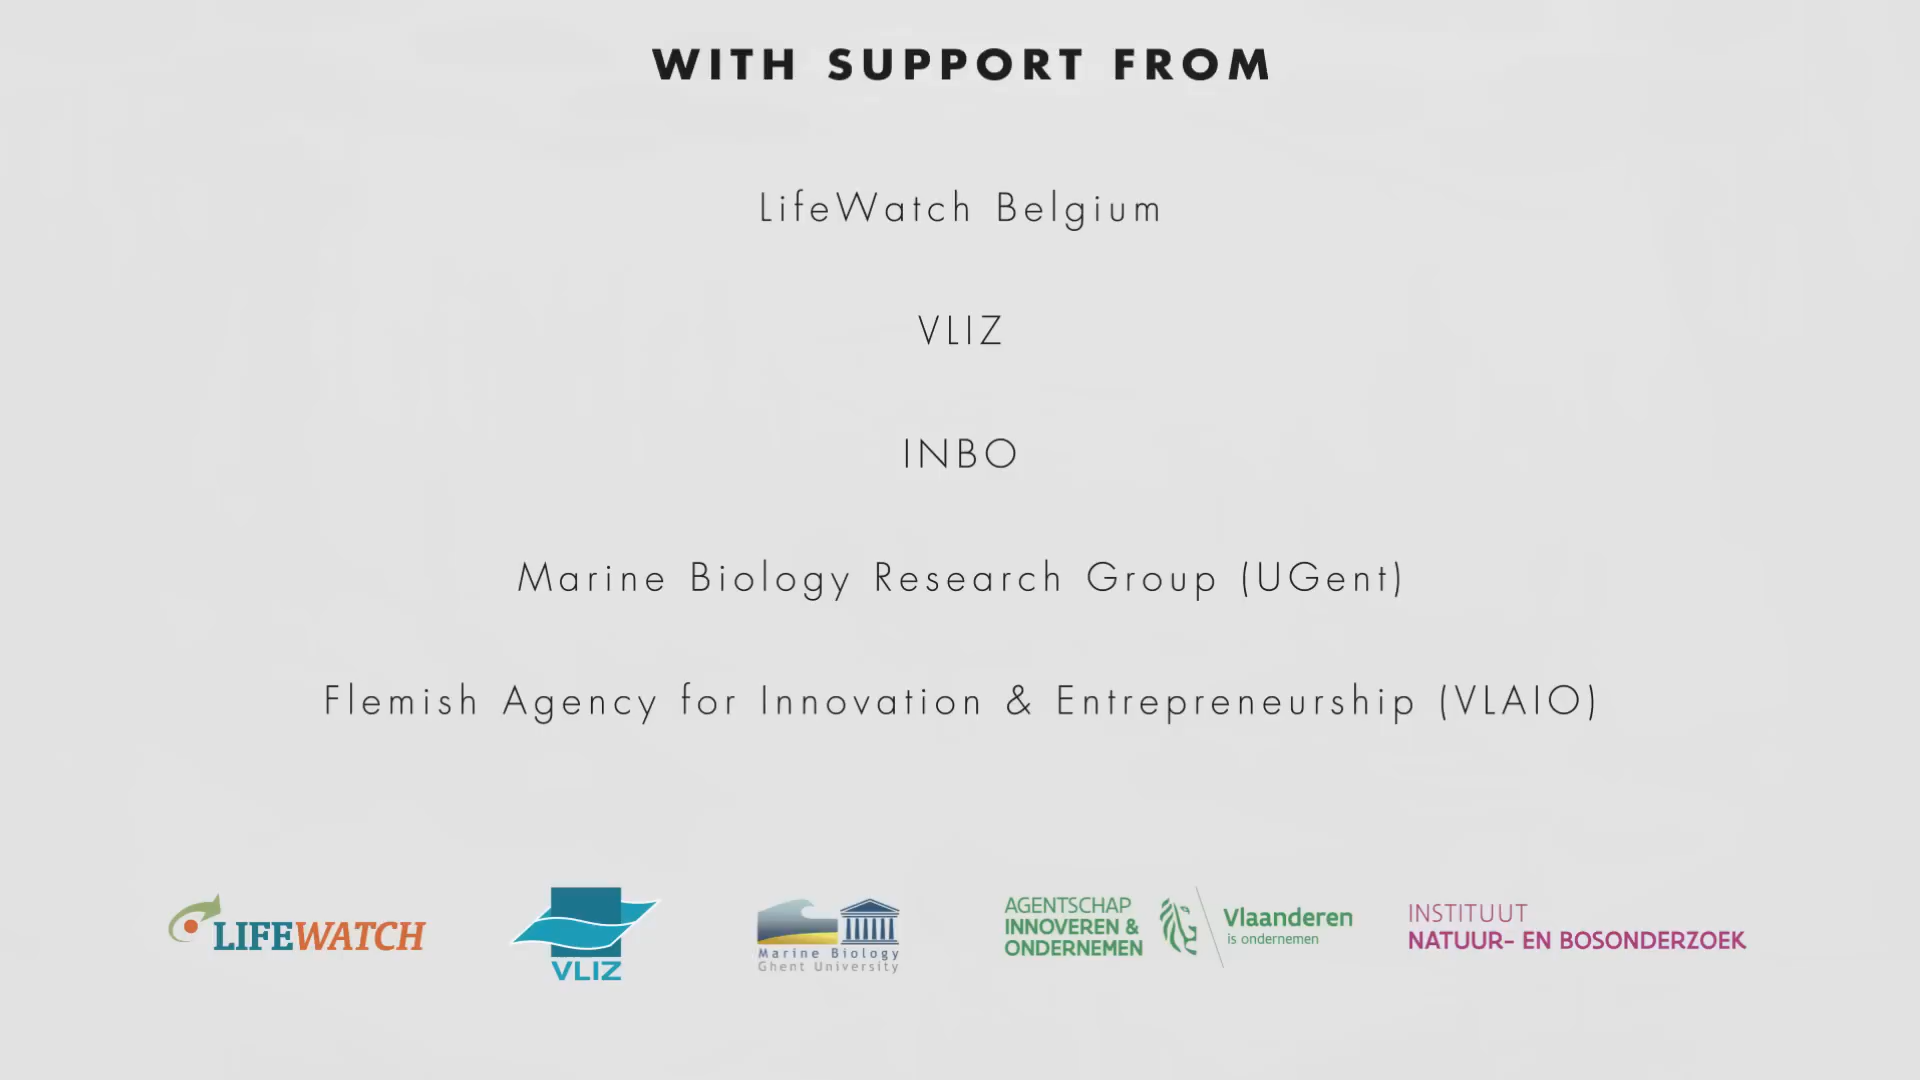 WITH SUPPORT FROM
LifeWatch Belgium
VLIZ
INBO
Marine Biology Research Group (UGent)
Flemish Agency for Innovation & Entrepreneurship (VLAIO)
LIFEWATCH
VLIZ
Marine Biology
Ghent University
AGENTSCHAP
INNOVEREN &
ONDERNEMEN
Vlaanderen
is ondernemen
INSTITUUT
NATUUR- EN BOSONDERZOEK